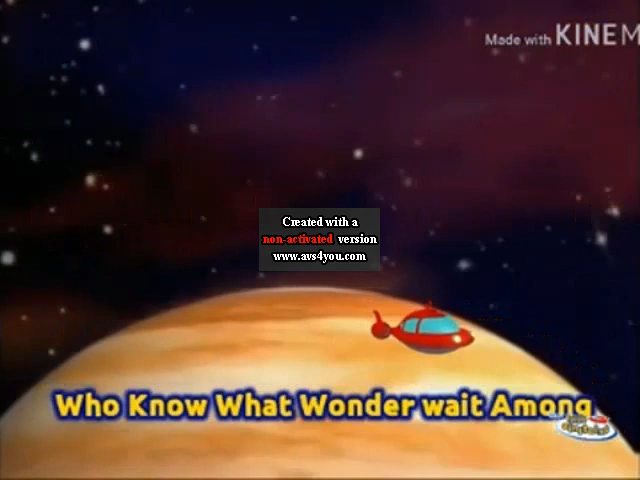 Made with KINEM
Created with a
non-activated version
www.avs4you.com
Who Know What Wonder wait Among